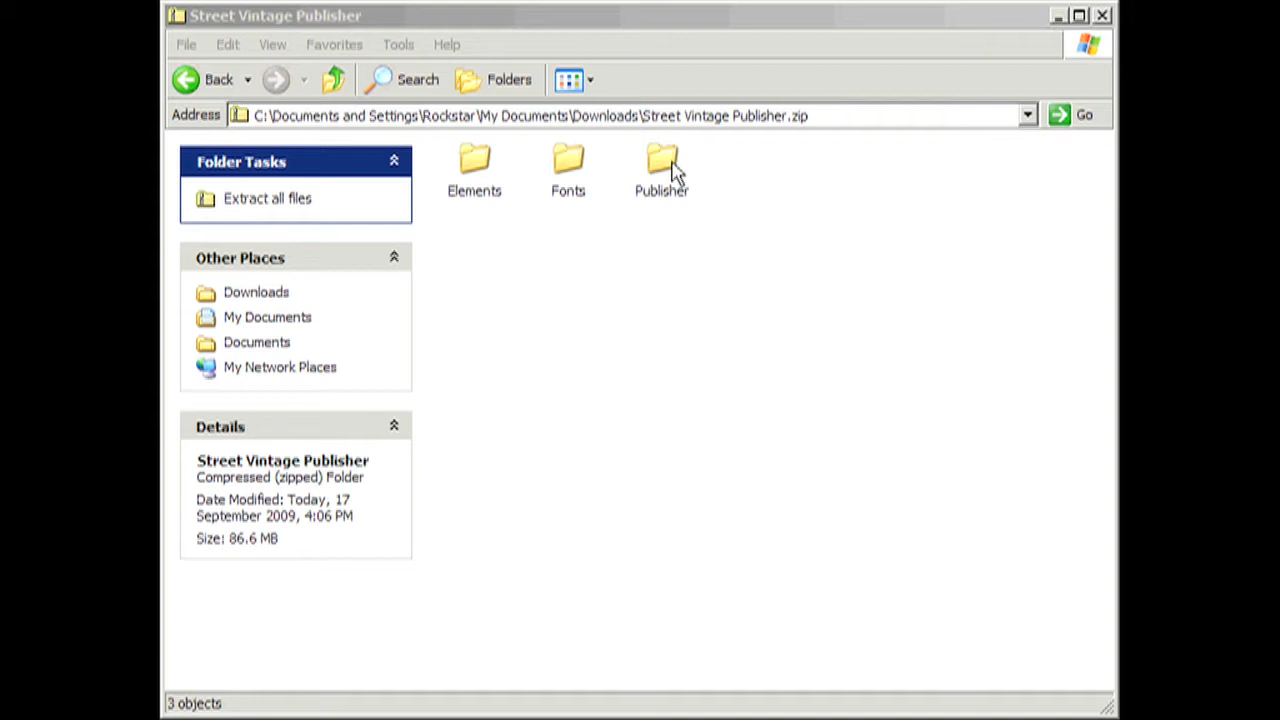 Street Vintage Publisher
File Edit View Favorites Tools Help
Back Search Folders
Address C:\Documents and Settings\Rockstar\My Documents\Downloads\Street Vintage Publisher.zip Go
Folder Tasks
Extract all files
Elements Fonts Publisher
Other Places
Downloads
My Documents
Documents
My Network Places
Details
Street Vintage Publisher
Compressed (zipped) Folder
Date Modified: Today, 17
September 2009, 4:06 PM
Size: 86.6 MB
3 objects